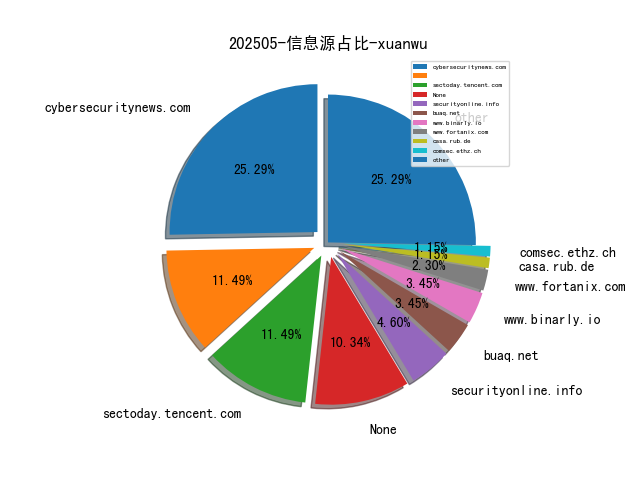 202505-信息源占比-xuanwu
cybersecuritynews.com
sectoday.tencent.com
None
securityonline.info
buaq.net
www.binarly.io
www.fortanix.com
casa.rub.de
comsec.ethz.ch
other
other
cybersecuritynews.com
25.29%
25.29%
11.49%
11.49%
10.34%
4.60%
3.45%
3.45%
2.30%
1.15%
1.15%
comsec.ethz.ch
casa.rub.de
www.fortanix.com
www.binarly.io
buaq.net
securityonline.info
sectoday.tencent.com
None